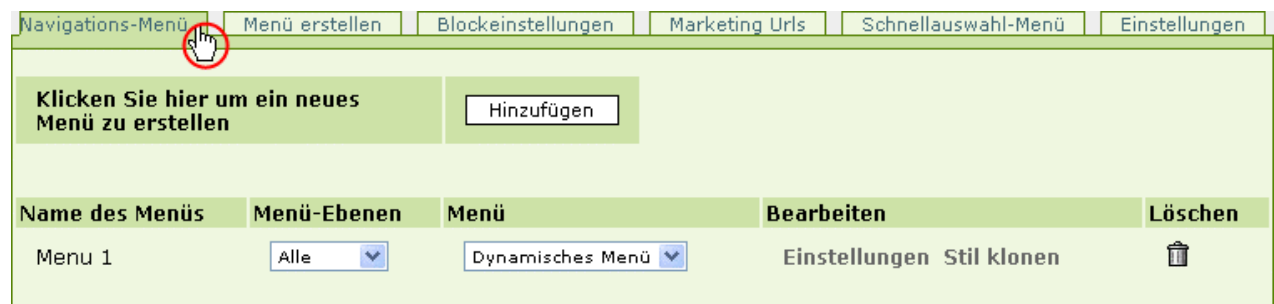 Navigations-Menü Menü erstellen Blockeinstellungen Marketing Urls Schnellauswahl-Menü Einstellungen
Klicken Sie hier um ein neues
Menü zu erstellen
Hinzufügen
Name des Menüs Menü-Ebenen Menü Bearbeiten Löschen
Menu 1 Alle Dynamisches Menü Einstellungen Stil klonen